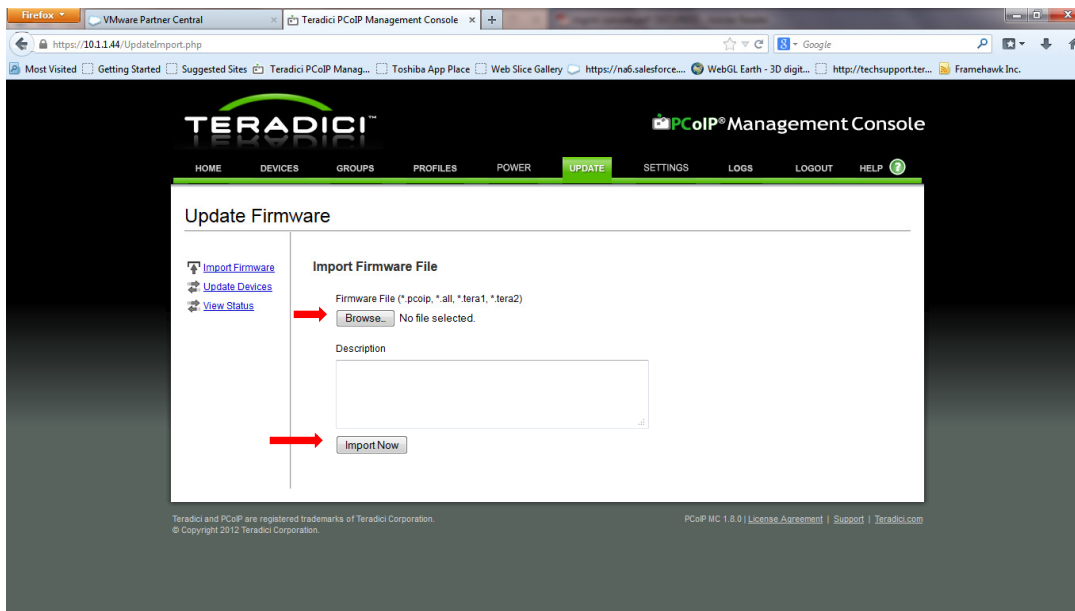 Firefox
VMware Partner Central
Teradici PCoIP Management Console
https://10.1.1.44/UpdateImport.php
Google
Most Visited Getting Started Suggested Sites Teradici PCoIP Manag... Toshiba App Place Web Slice Gallery https://na6.salesforce.... WebGL Earth - 3D digit... http://techsupport.ter... Framehawk Inc.
TERADICI™
PCoIP® Management Console
HOME DEVICES GROUPS PROFILES POWER UPDATE SETTINGS LOGS LOGOUT HELP ?
Update Firmware
Import Firmware
Update Devices
View Status
Import Firmware File
Firmware File (*.pcoip, *.all, *.tera1, *.tera2)
Browse... No file selected.
Description
Import Now
Teradici and PCoIP are registered trademarks of Teradici Corporation.
© Copyright 2012 Teradici Corporation.
PCoIP MC 1.8.0 | License Agreement | Support | Teradici.com